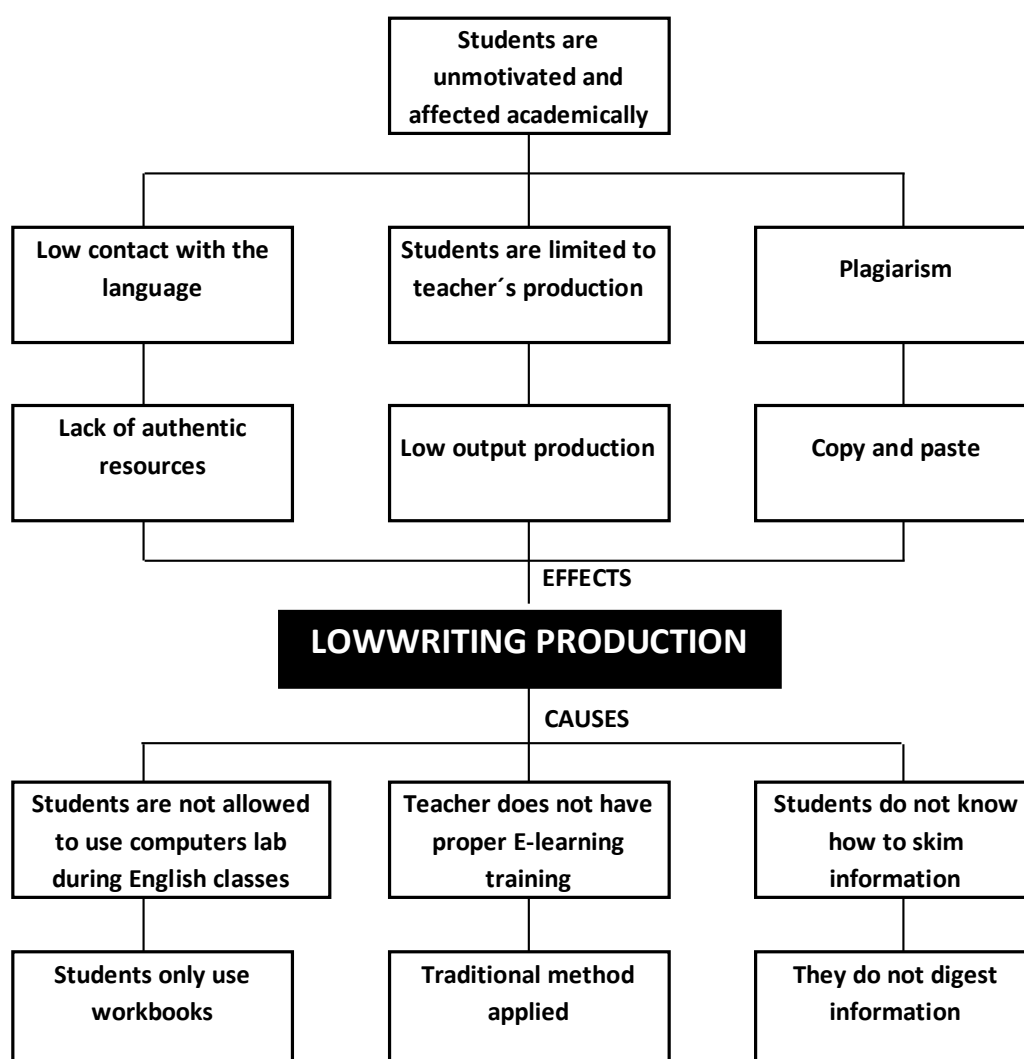 Students are
unmotivated and
affected academically
Low contact with the
language
Students are limited to
teacher´s production
Plagiarism
Lack of authentic
resources
Low output production
Copy and paste
EFFECTS
LOWWRITING PRODUCTION
CAUSES
Students are not allowed
to use computers lab
during English classes
Teacher does not have
proper E-learning
training
Students do not know
how to skim
information
Students only use
workbooks
Traditional method
applied
They do not digest
information